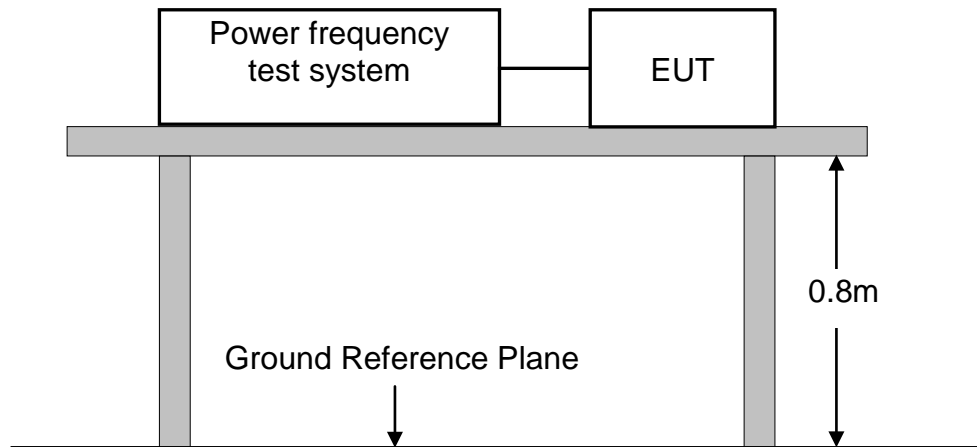 Power frequency
test system
EUT
0.8m
Ground Reference Plane